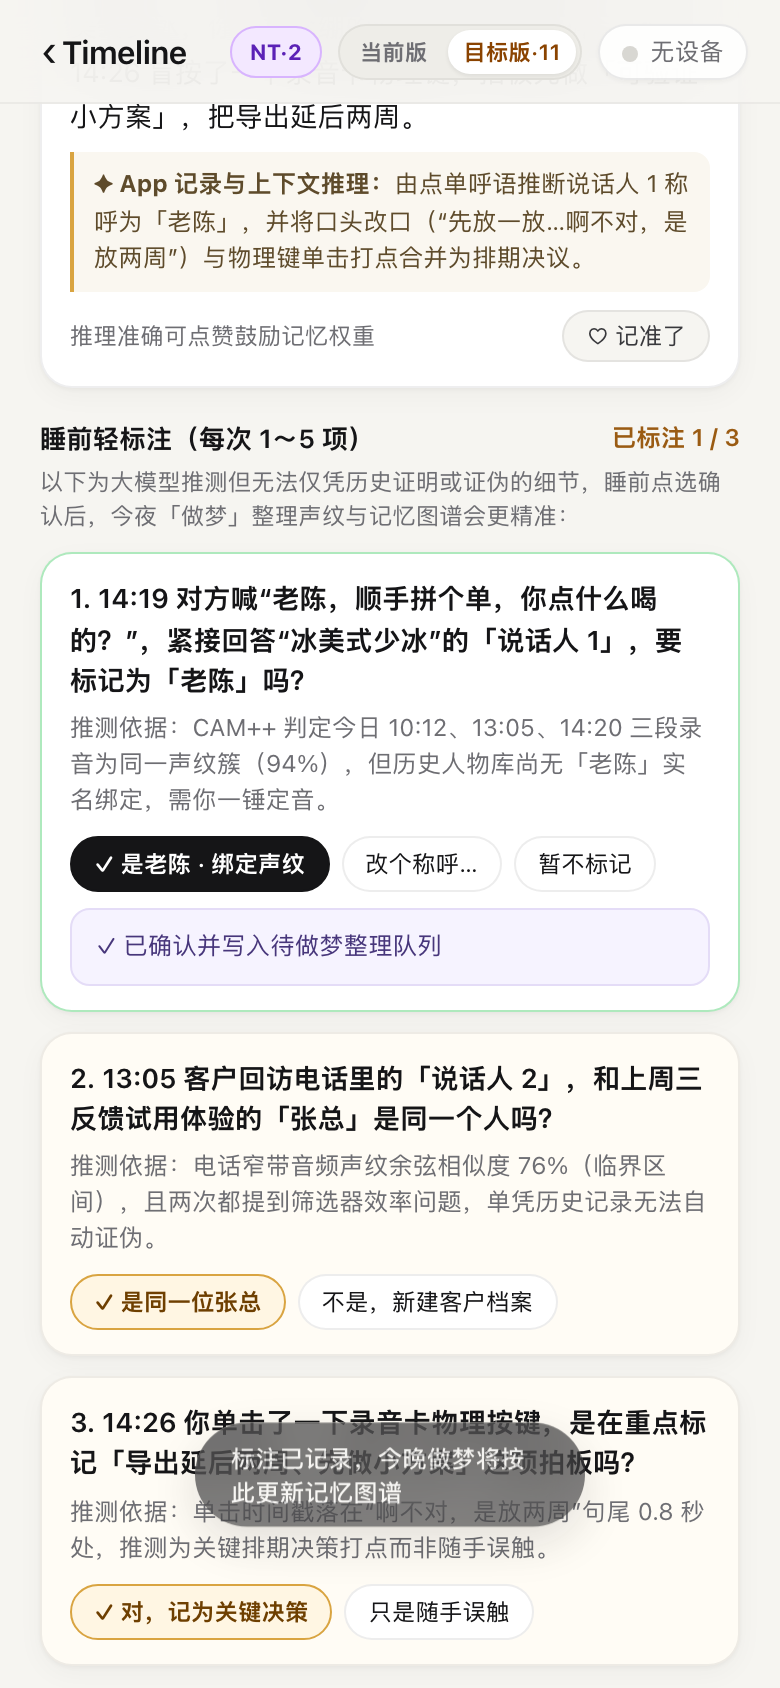 ‹ Timeline
NT·2
当前版
目标版·11
无设备
小方案」，把导出延后两周。
✦ App 记录与上下文推理：由点单呼语推断说话人 1 称
呼为「老陈」，并将口头改口（“先放一放...啊不对，是
放两周”）与物理键单击打点合并为排期决议。
推理准确可点赞鼓励记忆权重
♡ 记准了
睡前轻标注（每次 1～5 项）
已标注 1 / 3
以下为大模型推测但无法仅凭历史证明或证伪的细节，睡前点选确
认后，今夜「做梦」整理声纹与记忆图谱会更精准：
1. 14:19 对方喊“老陈，顺手拼个单，你点什么喝
的？”，紧接回答“冰美式少冰”的「说话人 1」，要
标记为「老陈」吗?
推测依据：CAM++ 判定今日 10:12、13:05、14:20 三段录
音为同一声纹簇（94%），但历史人物库尚无「老陈」实
名绑定，需你一锤定音。
✓ 是老陈 · 绑定声纹
改个称呼...
暂不标记
✓ 已确认并写入待做梦整理队列
2. 13:05 客户回访电话里的「说话人 2」，和上周三
反馈试用体验的「张总」是同一个人吗?
推测依据：电话窄带音频声纹余弦相似度 76%（临界区
间），且两次都提到筛选器效率问题，单凭历史记录无法自
动证伪。
✓ 是同一位张总
不是，新建客户档案
3. 14:26 你单击了一下录音卡物理按键，是在重点标
记「导出延后两周、先做小方案」这项拍板吗?
标注已记录，今晚做梦将按
此更新记忆图谱
推测依据：单击时间戳落在“啊不对，是放两周”句尾 0.8 秒
处，推测为关键排期决策打点而非随手误触。
✓ 对，记为关键决策
只是随手误触